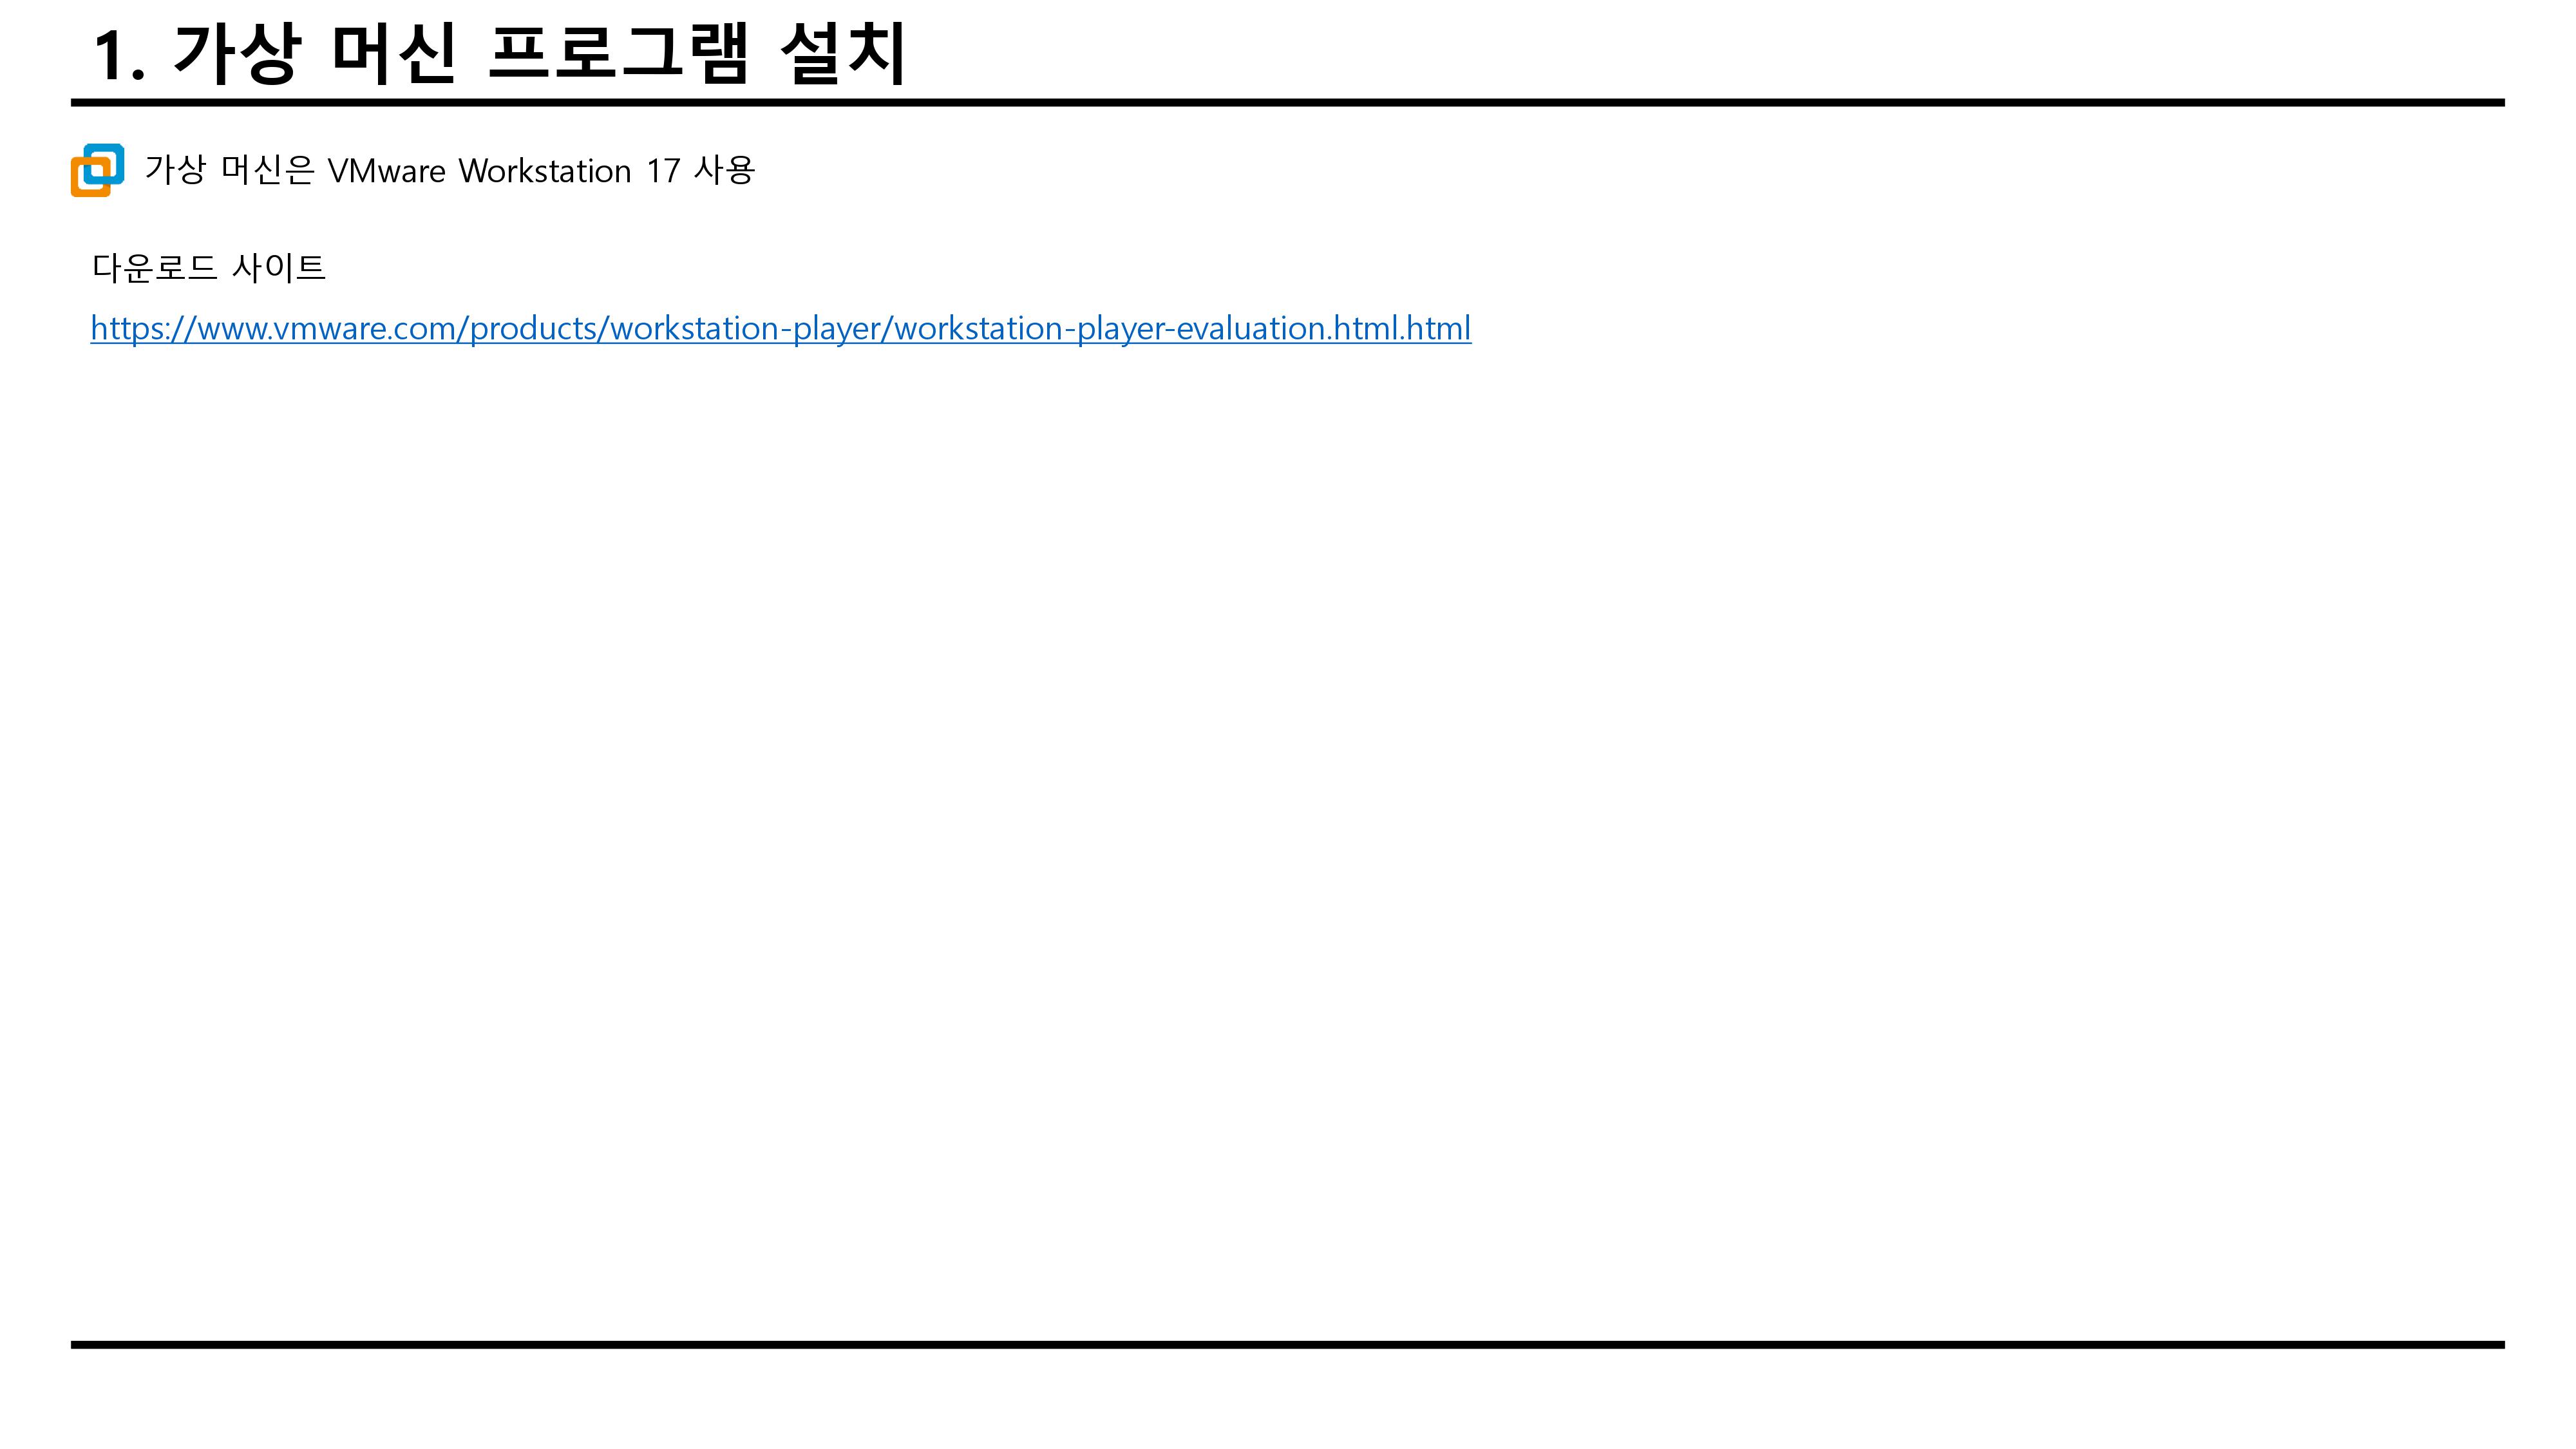 1. 가상 머신 프로그램 설치
가상 머신은 VMware Workstation 17 사용
다운로드 사이트
https://www.vmware.com/products/workstation-player/workstation-player-evaluation.html.html